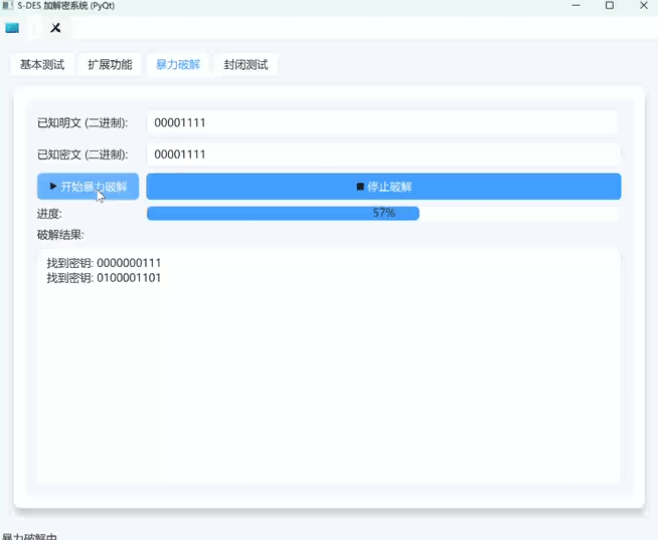 S-DES 加解密系统 (PyQt)
基本测试 扩展功能 暴力破解 封闭测试
已知明文 (二进制): 00001111
已知密文 (二进制): 00001111
开始暴力破解 停止破解
进度: 57%
破解结果:
找到密钥: 0000000111
找到密钥: 0100001101
暴力破解中